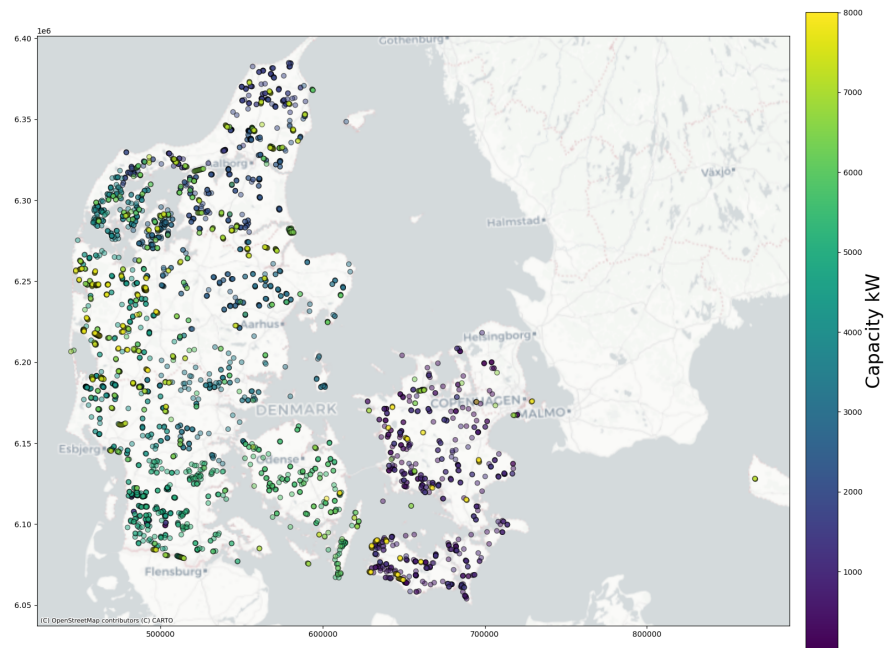 1e6
6.40
6.35
6.30
6.25
6.20
6.15
6.10
6.05
500000
600000
700000
800000
Gothenburg
Aalborg
Växjö
Halmstad
Helsingborg
Aarhus
COPENHAGEN
MALMO
DENMARK
Esbjerg
Odense
Flensburg
(C) OpenStreetMap contributors (C) CARTO
8000
7000
6000
5000
4000
3000
2000
1000
Capacity kW